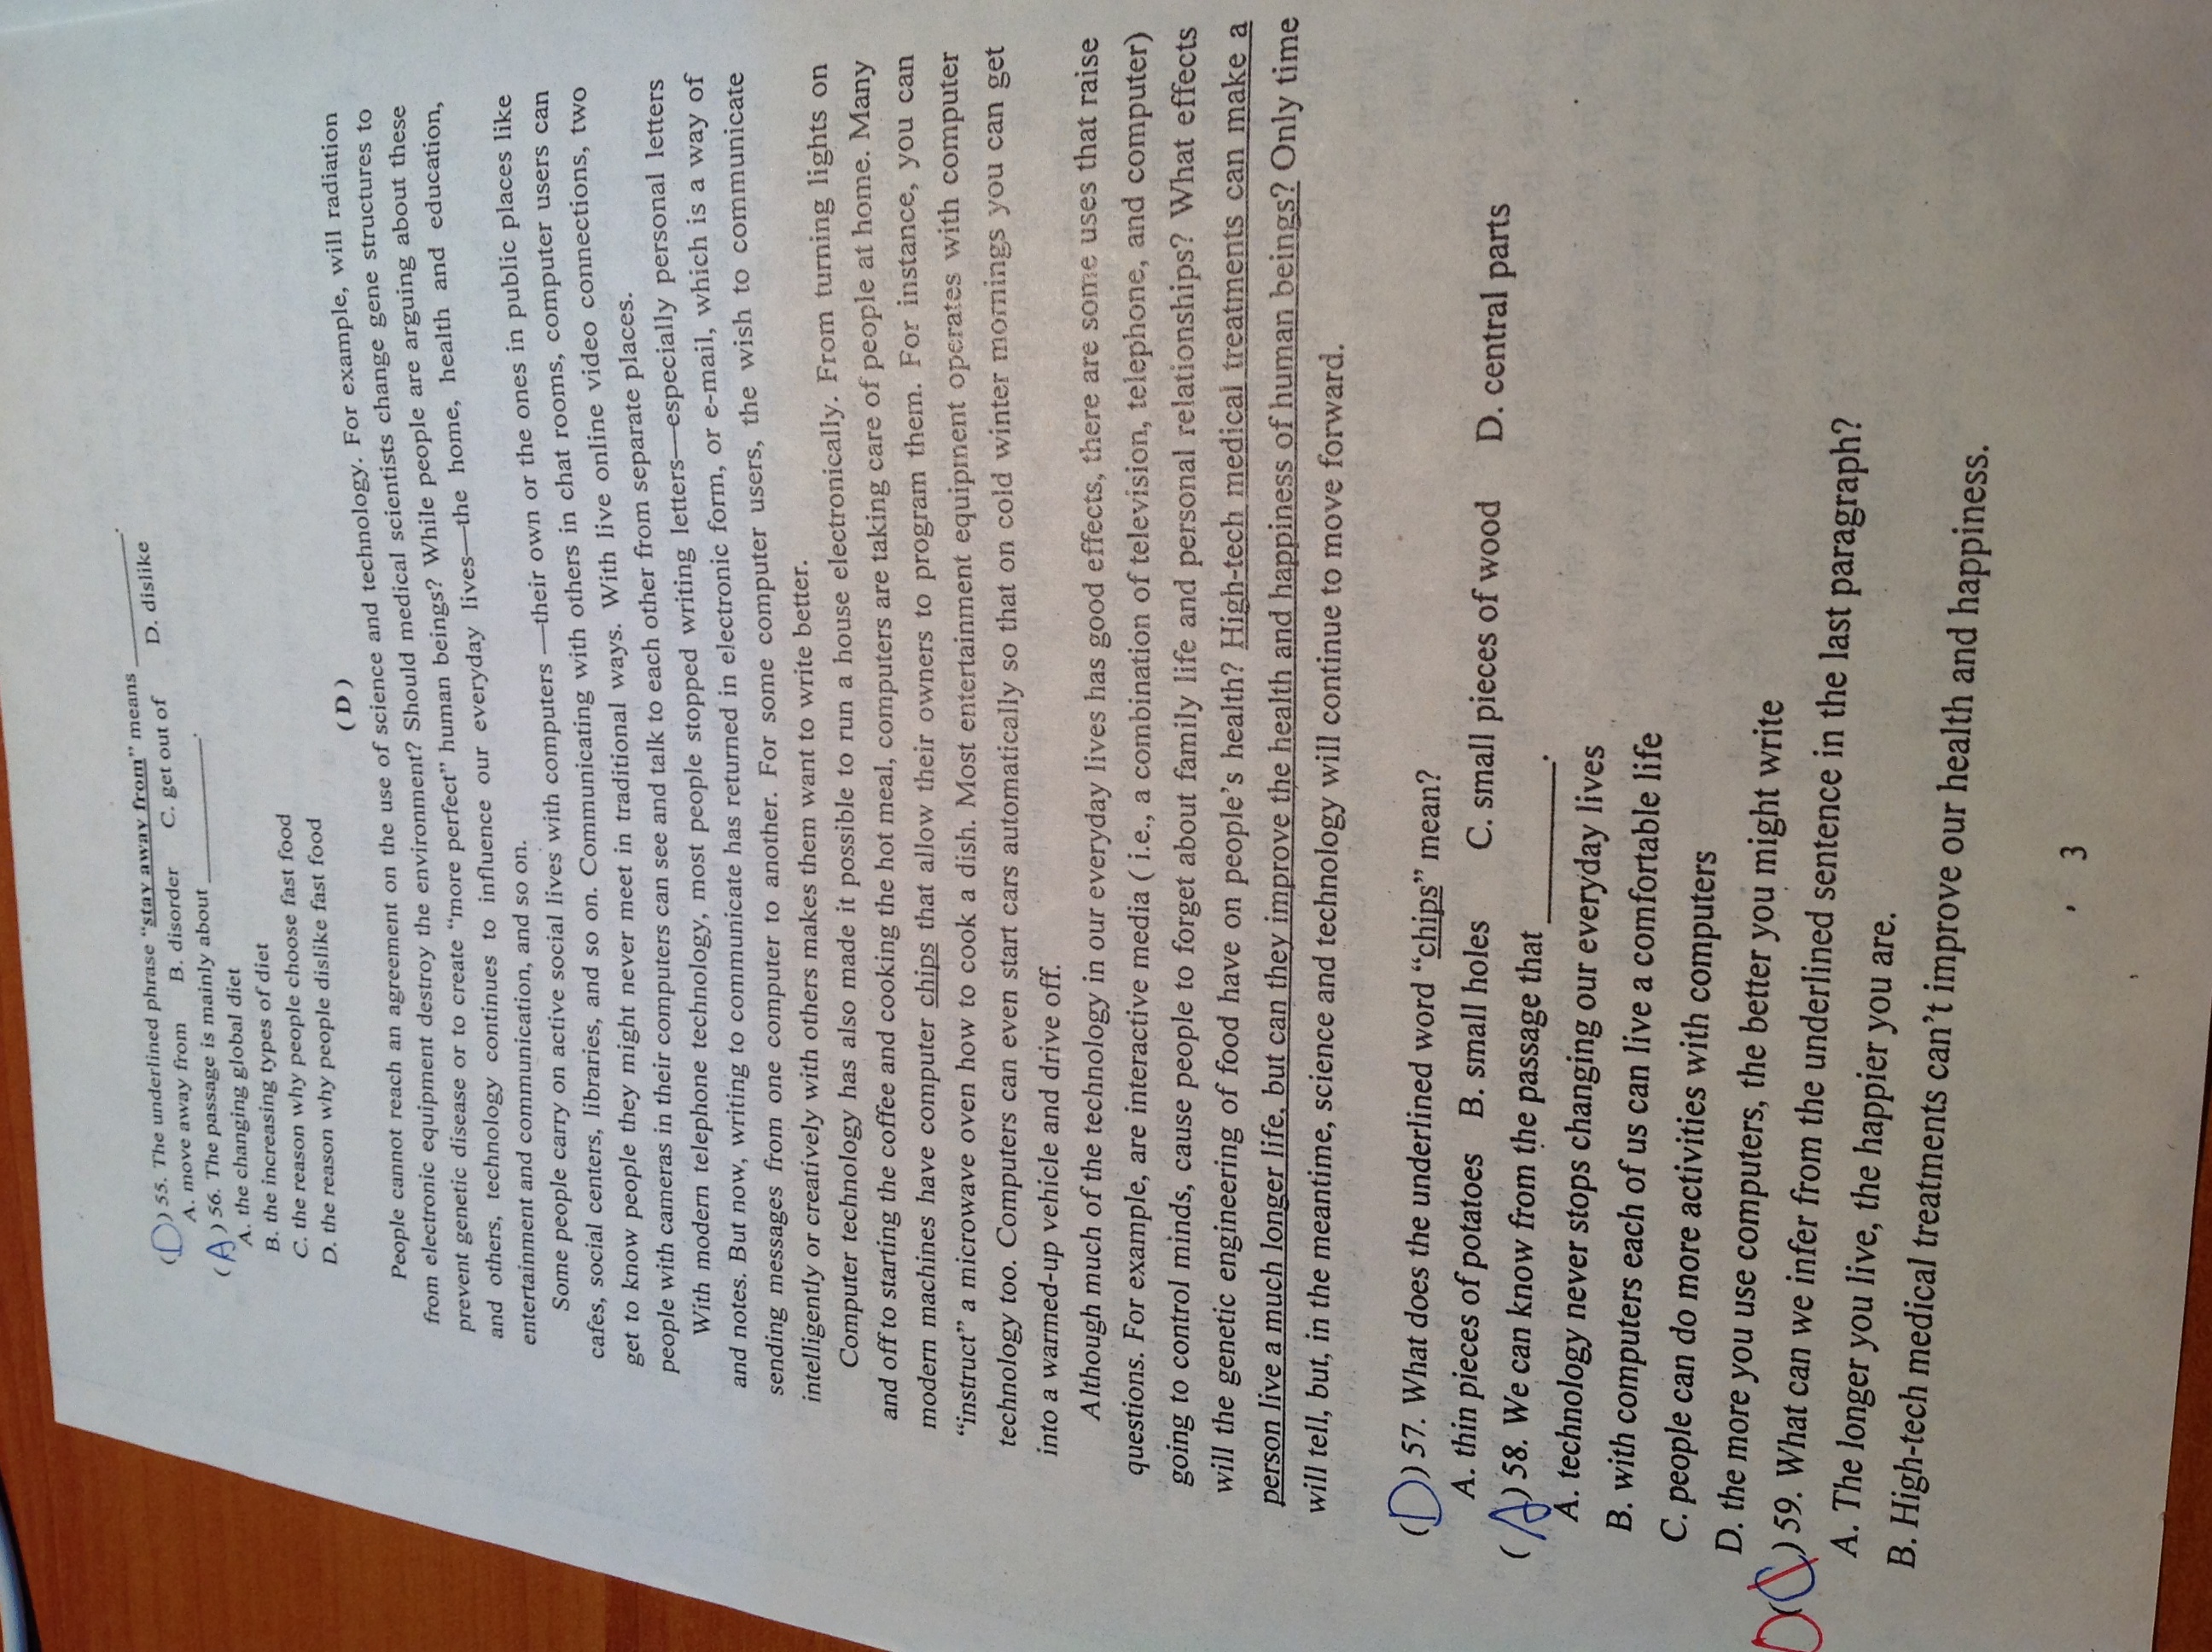 (D) 55. The underlined phrase “stay away from” means __________.
A. move away from B. disorder C. get out of D. dislike
(A) 56. The passage is mainly about __________.
A. the changing global diet
B. the increasing types of diet
C. the reason why people choose fast food
D. the reason why people dislike fast food
( D )
People cannot reach an agreement on the use of science and technology. For example, will radiation
from electronic equipment destroy the environment? Should medical scientists change gene structures to
prevent genetic disease or to create “more perfect” human beings? While people are arguing about these
and others, technology continues to influence our everyday lives—the home, health and education,
entertainment and communication, and so on.
Some people carry on active social lives with computers —their own or the ones in public places like
cafes, social centers, libraries, and so on. Communicating with others in chat rooms, computer users can
get to know people they might never meet in traditional ways. With live online video connections, two
people with cameras in their computers can see and talk to each other from separate places.
With modern telephone technology, most people stopped writing letters—especially personal letters
and notes. But now, writing to communicate has returned in electronic form, or e-mail, which is a way of
sending messages from one computer to another. For some computer users, the wish to communicate
intelligently or creatively with others makes them want to write better.
Computer technology has also made it possible to run a house electronically. From turning lights on
and off to starting the coffee and cooking the hot meal, computers are taking care of people at home. Many
modern machines have computer chips that allow their owners to program them. For instance, you can
“instruct” a microwave oven how to cook a dish. Most entertainment equipment operates with computer
technology too. Computers can even start cars automatically so that on cold winter mornings you can get
into a warmed-up vehicle and drive off.
Although much of the technology in our everyday lives has good effects, there are some uses that raise
questions. For example, are interactive media ( i.e., a combination of television, telephone, and computer)
going to control minds, cause people to forget about family life and personal relationships? What effects
will the genetic engineering of food have on people’s health? High-tech medical treatments can make a
person live a much longer life, but can they improve the health and happiness of human beings? Only time
will tell, but, in the meantime, science and technology will continue to move forward.
(D) 57. What does the underlined word “chips” mean?
A. thin pieces of potatoes B. small holes C. small pieces of wood D. central parts
(A) 58. We can know from the passage that __________.
A. technology never stops changing our everyday lives
B. with computers each of us can live a comfortable life
C. people can do more activities with computers
D. the more you use computers, the better you might write
D (C) 59. What can we infer from the underlined sentence in the last paragraph?
A. The longer you live, the happier you are.
B. High-tech medical treatments can’t improve our health and happiness.
3